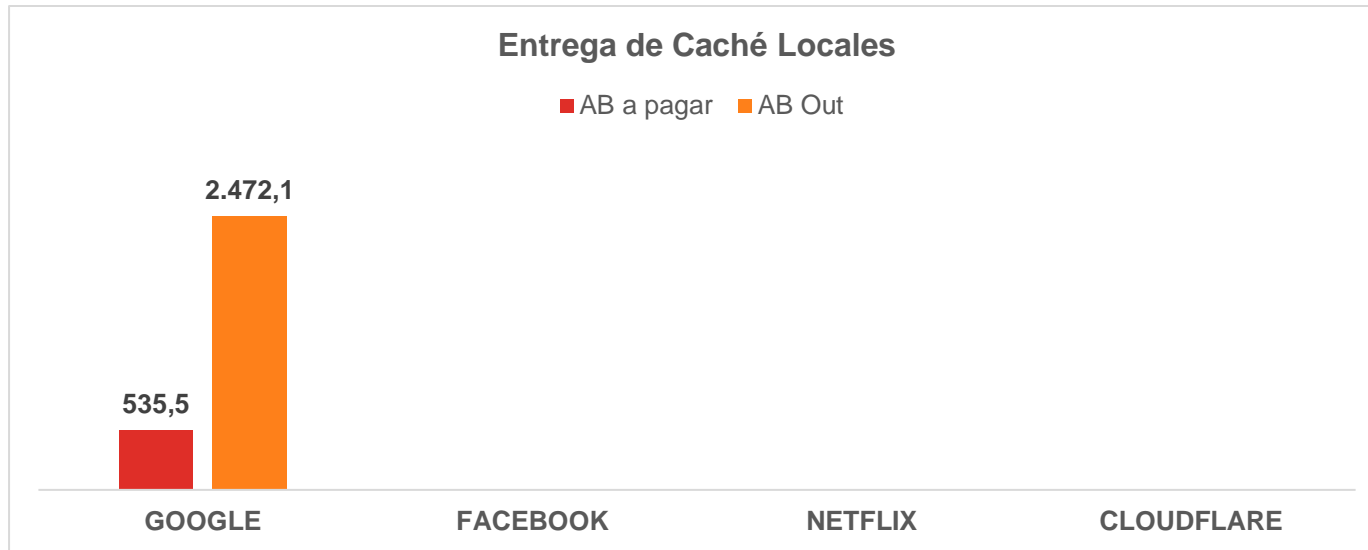 Entrega de Caché Locales
AB a pagar AB Out
2.472,1
535,5
GOOGLE FACEBOOK NETFLIX CLOUDFLARE